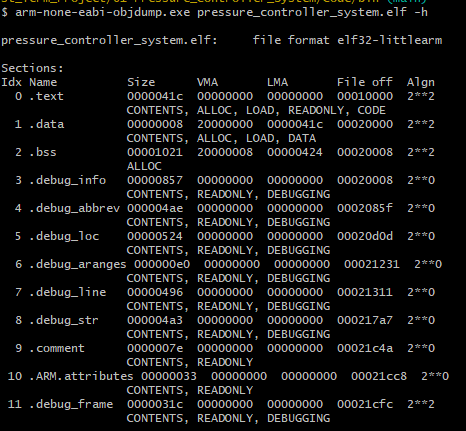 $ arm-none-eabi-objdump.exe pressure_controller_system.elf -h
pressure_controller_system.elf:     file format elf32-littlearm
Sections:
Idx Name          Size      VMA       LMA       File off  Algn
  0 .text         0000041c  00000000  00000000  00010000  2**2
                  CONTENTS, ALLOC, LOAD, READONLY, CODE
  1 .data         00000008  20000000  0000041c  00020000  2**2
                  CONTENTS, ALLOC, LOAD, DATA
  2 .bss          00001021  20000008  00000424  00020008  2**2
                  ALLOC
  3 .debug_info   00000857  00000000  00000000  00020008  2**0
                  CONTENTS, READONLY, DEBUGGING
  4 .debug_abbrev 000004ae  00000000  00000000  0002085f  2**0
                  CONTENTS, READONLY, DEBUGGING
  5 .debug_loc    00000524  00000000  00000000  00020d0d  2**0
                  CONTENTS, READONLY, DEBUGGING
  6 .debug_aranges 000000e0  00000000  00000000  00021231  2**0
                  CONTENTS, READONLY, DEBUGGING
  7 .debug_line   00000496  00000000  00000000  00021311  2**0
                  CONTENTS, READONLY, DEBUGGING
  8 .debug_str    000004a3  00000000  00000000  000217a7  2**0
                  CONTENTS, READONLY, DEBUGGING
  9 .comment      0000007e  00000000  00000000  00021c4a  2**0
                  CONTENTS, READONLY
 10 .ARM.attributes 00000033  00000000  00000000  00021cc8  2**0
                  CONTENTS, READONLY
 11 .debug_frame  0000031c  00000000  00000000  00021cfc  2**2
                  CONTENTS, READONLY, DEBUGGING